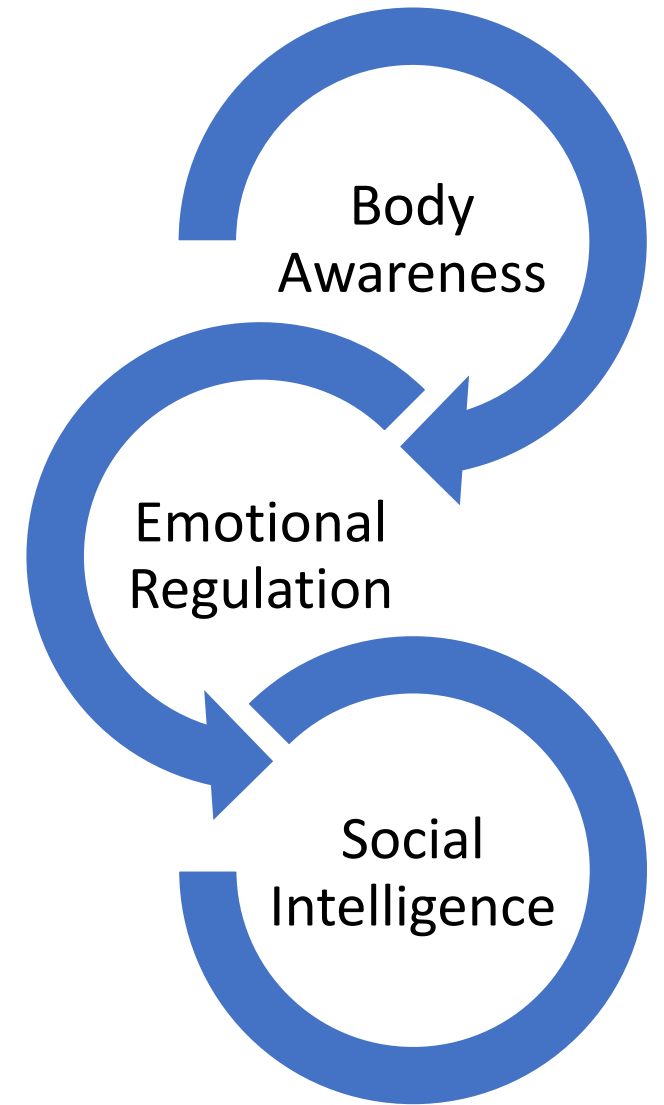 Body
Awareness
Emotional
Regulation
Social
Intelligence